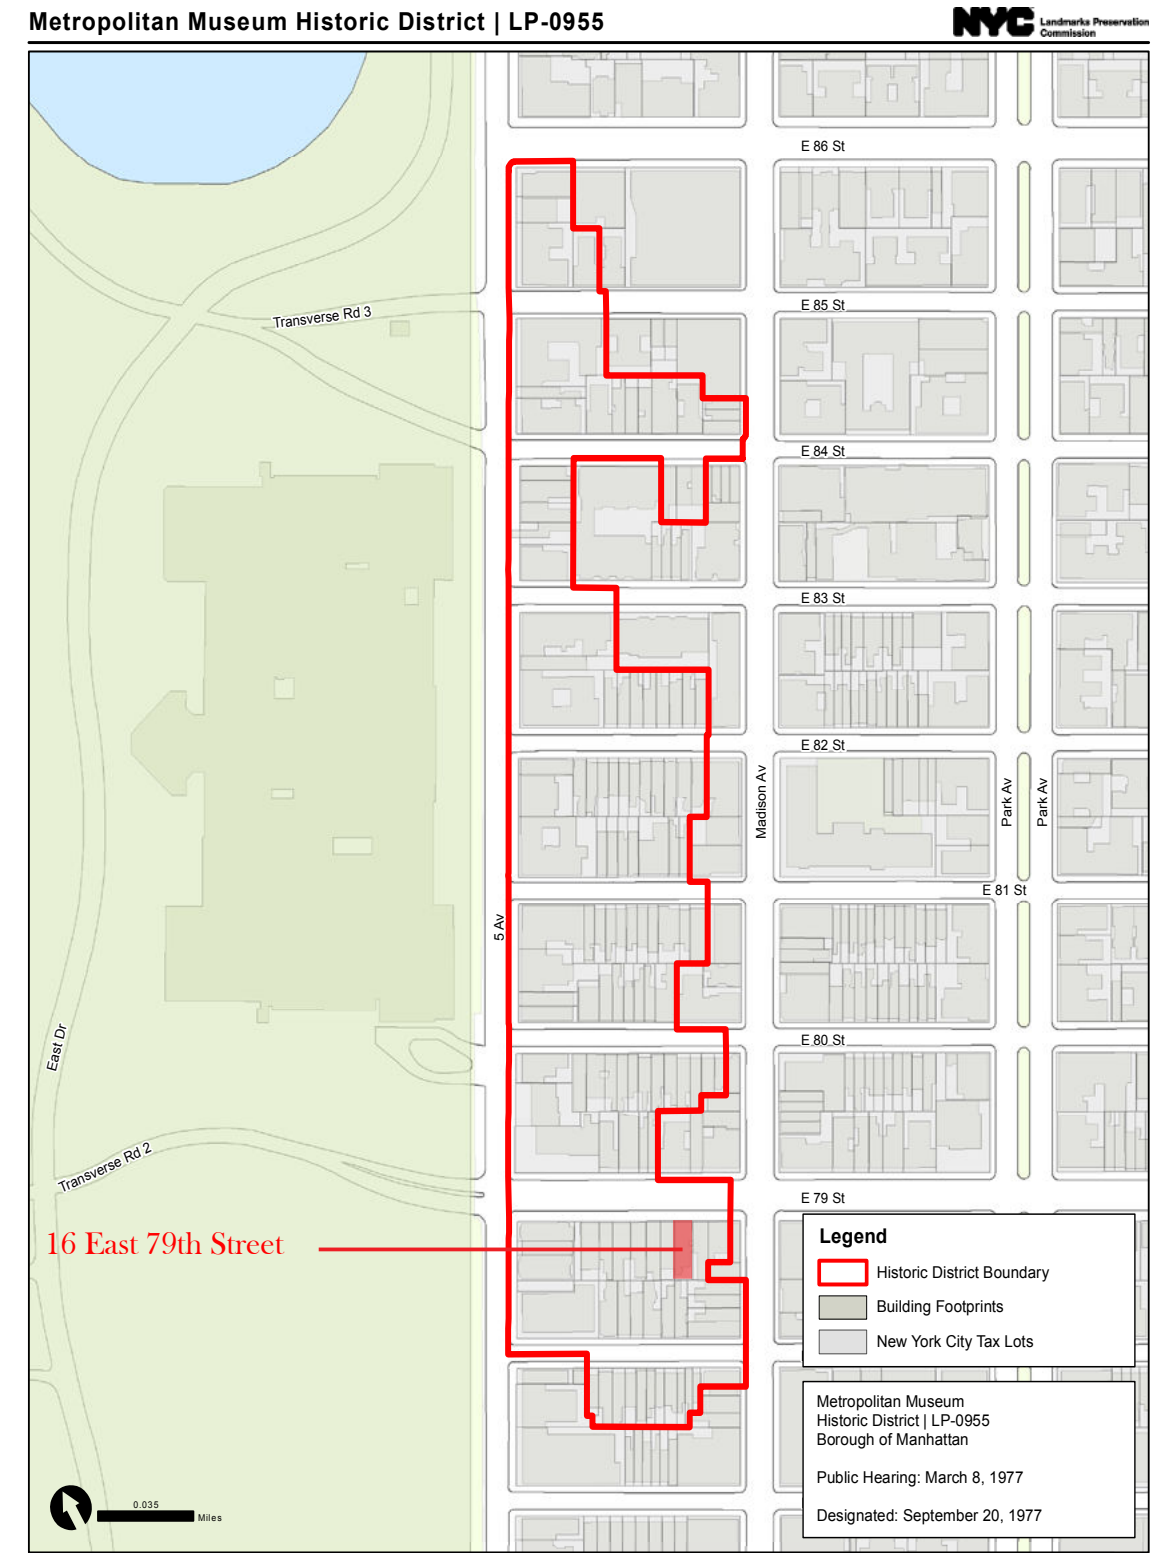 Metropolitan Museum Historic District | LP-0955
NYC Landmarks Preservation
Commission
E 86 St
Transverse Rd 3
E 85 St
E 84 St
E 83 St
E 82 St
Madison Av
Park Av
Park Av
E 81 St
5 Av
East Dr
E 80 St
Transverse Rd 2
E 79 St
16 East 79th Street
Legend
Historic District Boundary
Building Footprints
New York City Tax Lots
Metropolitan Museum
Historic District | LP-0955
Borough of Manhattan
Public Hearing: March 8, 1977
Designated: September 20, 1977
0.035
Miles